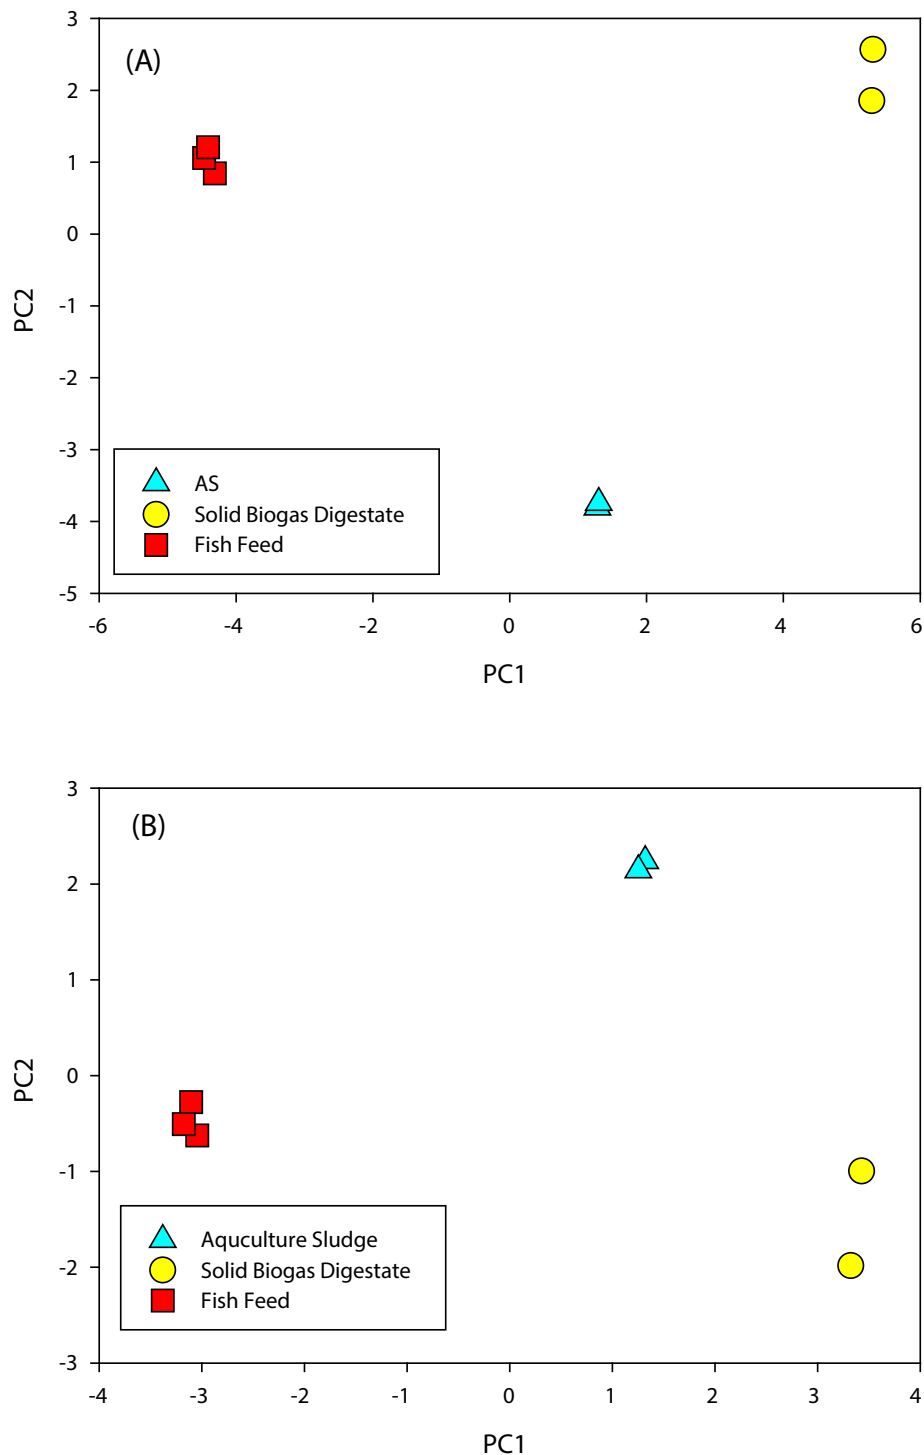 3
(A)
2
1
0
-1
PC2
-2
-3
AS
-4
Solid Biogas Digestate
Fish Feed
-5
-6 -4 -2 0 2 4 6
PC1
3
(B)
2
1
0
PC2
-1
Aquculture Sludge
-2
Solid Biogas Digestate
Fish Feed
-3
-4 -3 -2 -1 0 1 2 3 4
PC1